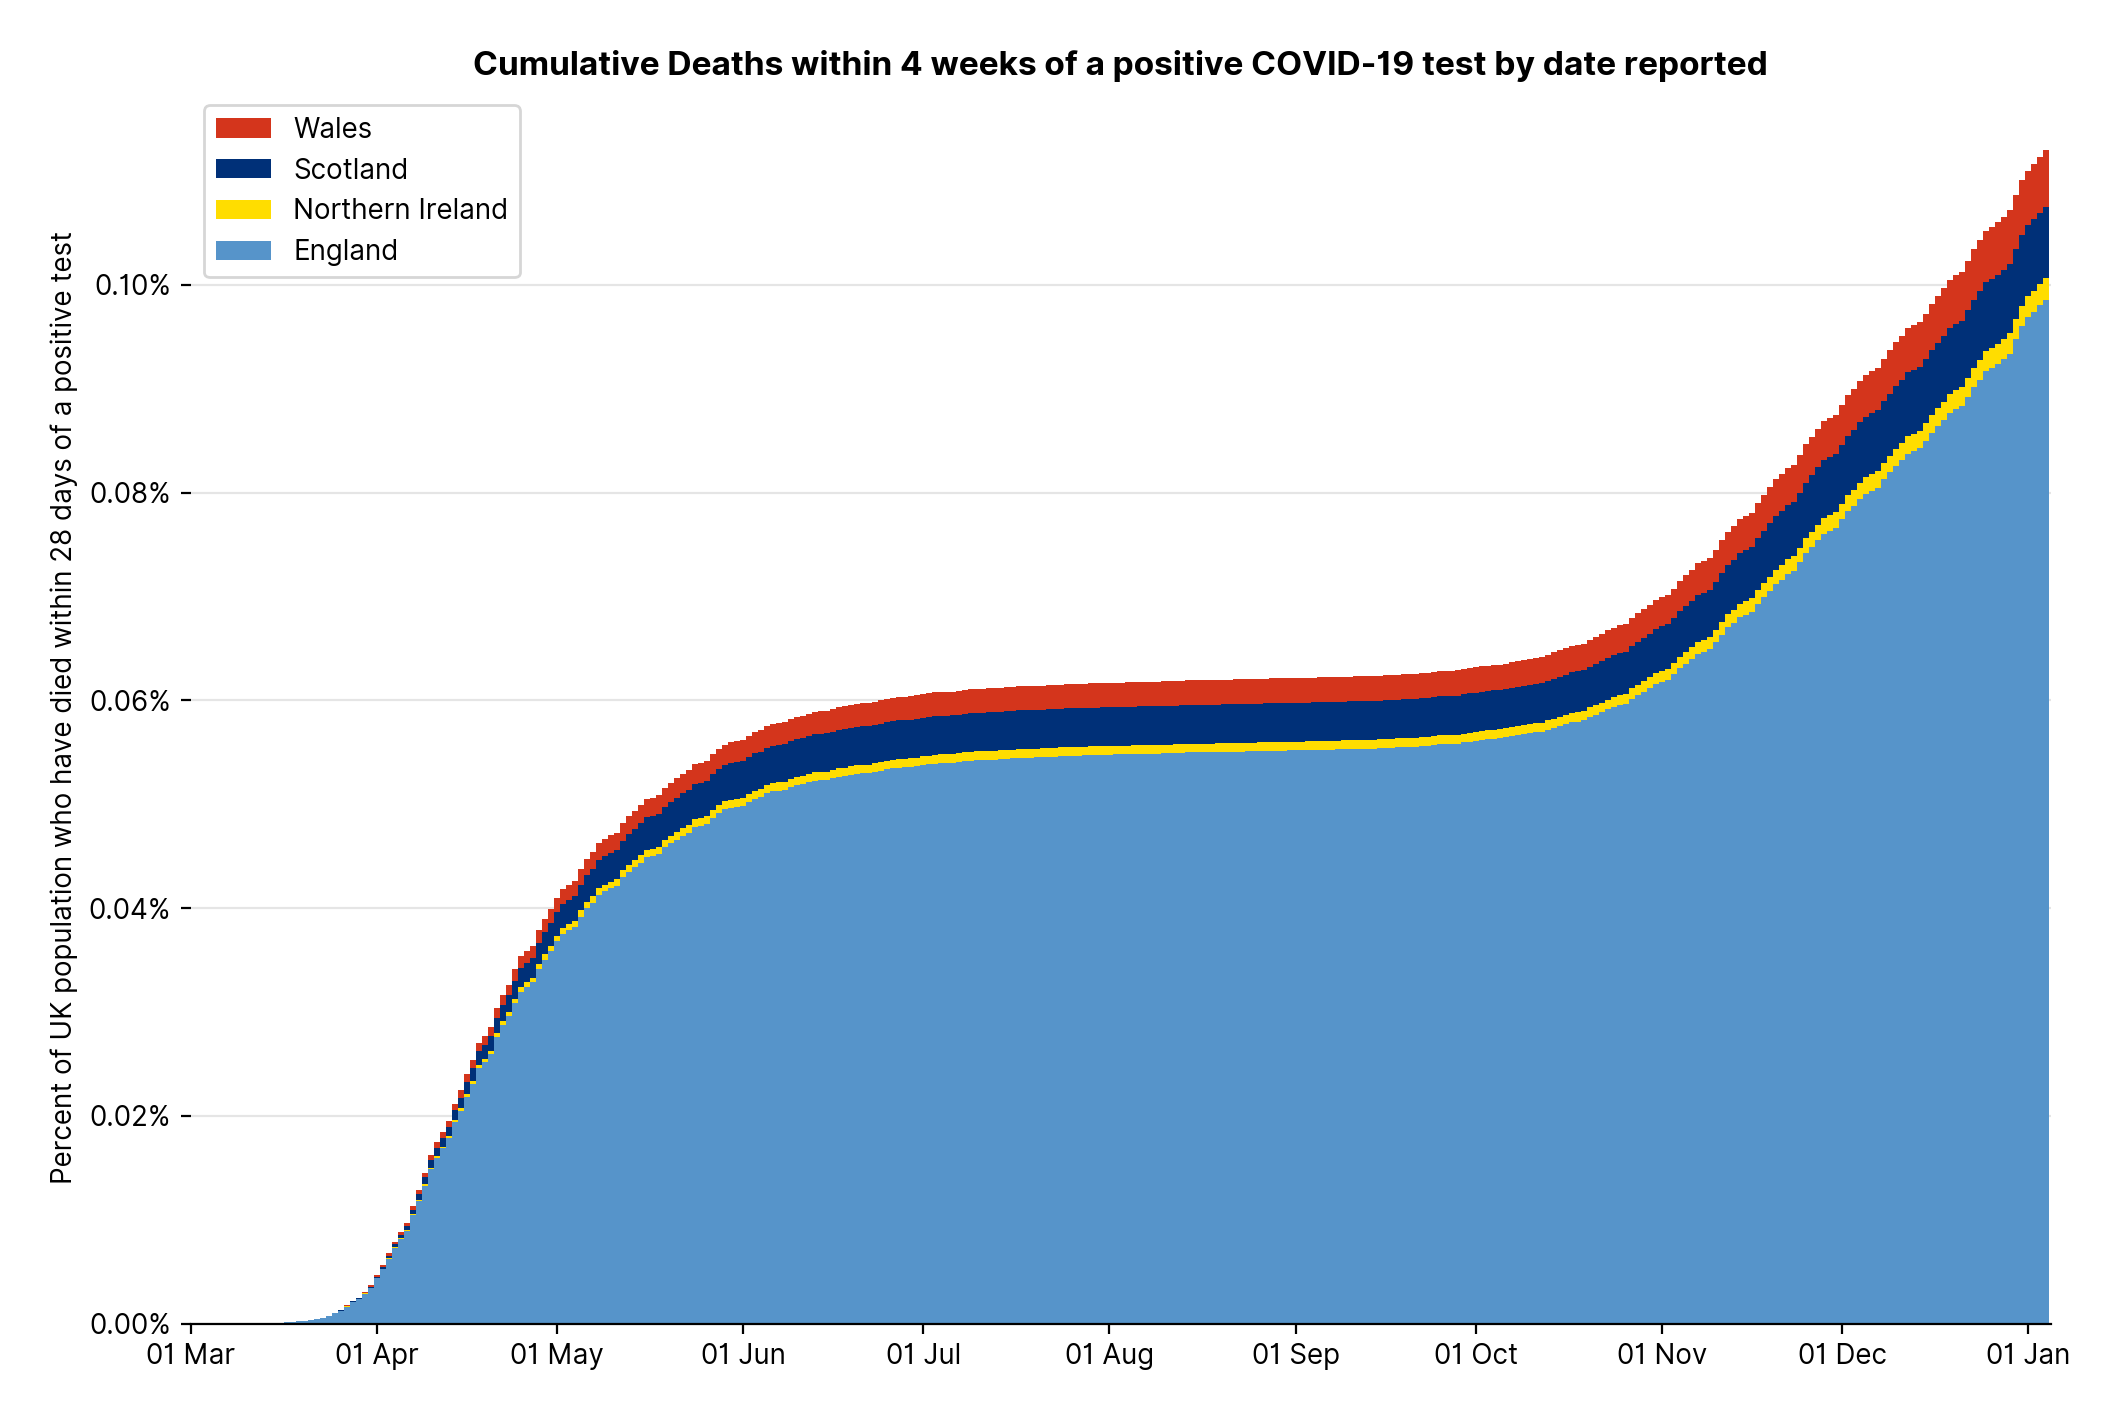 Cumulative Deaths within 4 weeks of a positive COVID-19 test by date reported
Wales
Scotland
Northern Ireland
England
Percent of UK population who have died within 28 days of a positive test
0.10%
0.08%
0.06%
0.04%
0.02%
0.00%
01 Mar 01 Apr 01 May 01 Jun 01 Jul 01 Aug 01 Sep 01 Oct 01 Nov 01 Dec 01 Jan